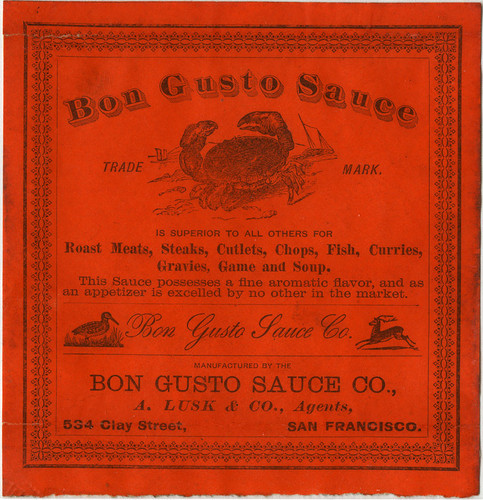 Bon Gusto Sauce
TRADE MARK.
IS SUPERIOR TO ALL OTHERS FOR
Roast Meats, Steaks, Cutlets, Chops, Fish, Curries,
Gravies, Game and Soup.
This Sauce possesses a fine aromatic flavor, and as
an appetizer is excelled by no other in the market.
Bon Gusto Sauce Co.
MANUFACTURED BY THE
BON GUSTO SAUCE CO.,
A. LUSK & CO., Agents,
534 Clay Street, SAN FRANCISCO.